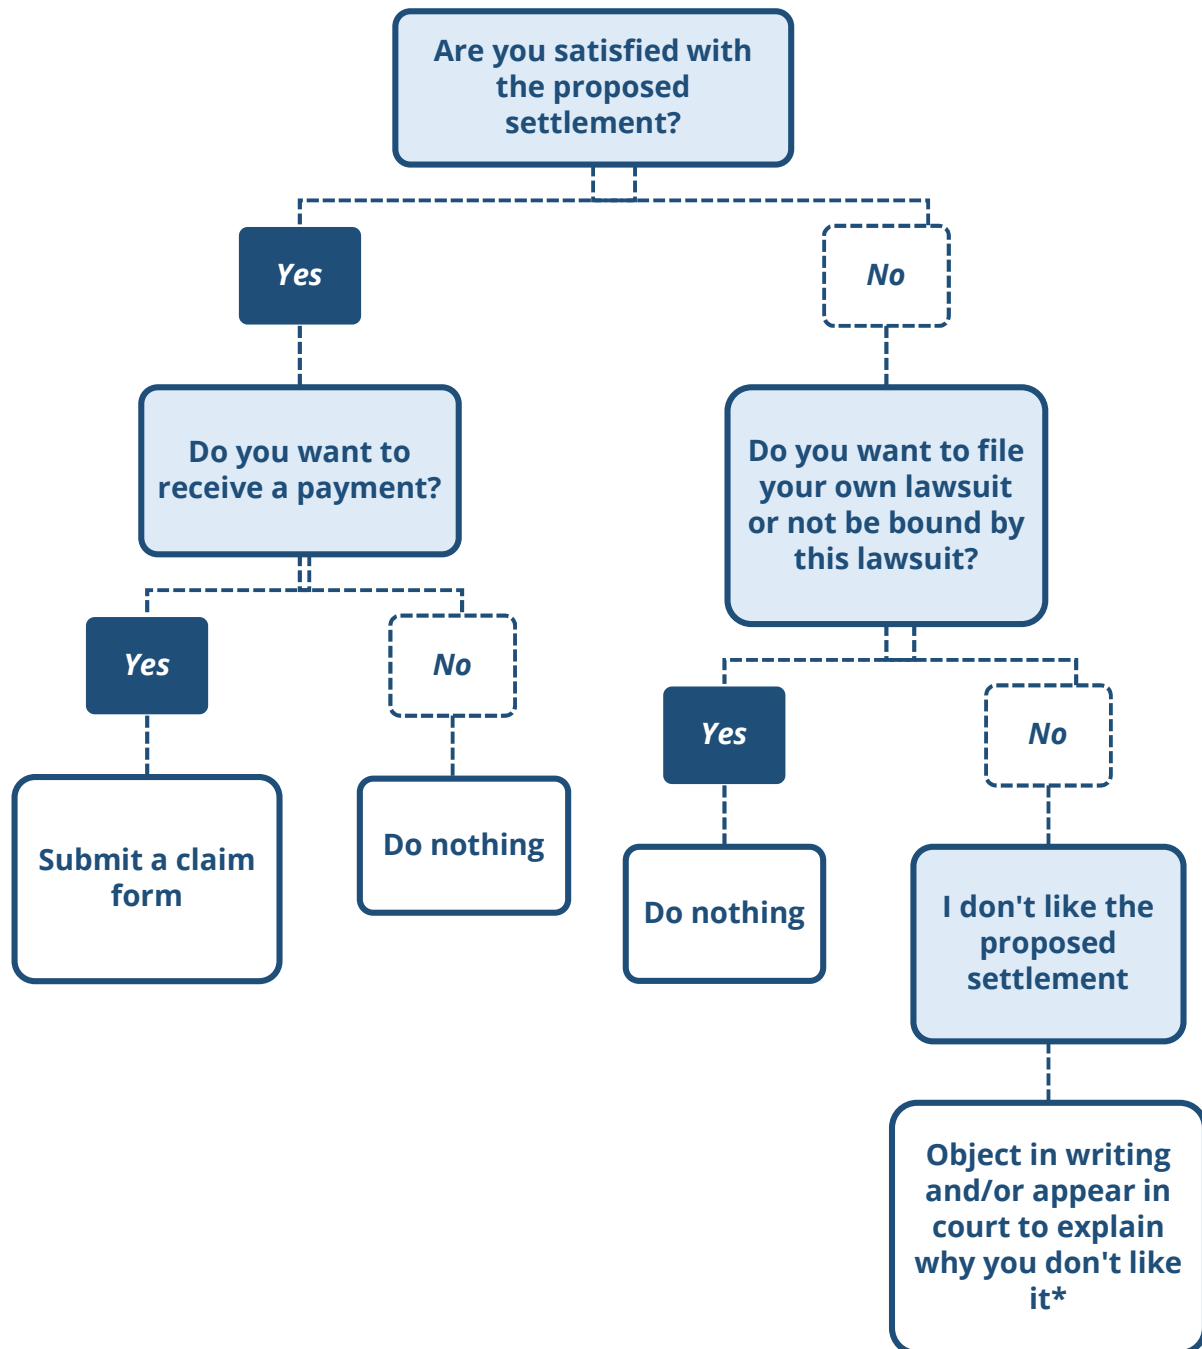 Are you satisfied with
the proposed
settlement?
Yes
No
Do you want to
receive a payment?
Do you want to file
your own lawsuit
or not be bound by
this lawsuit?
Yes
No
Yes
No
Submit a claim
form
Do nothing
Do nothing
I don't like the
proposed
settlement
Object in writing
and/or appear in
court to explain
why you don't like
it*